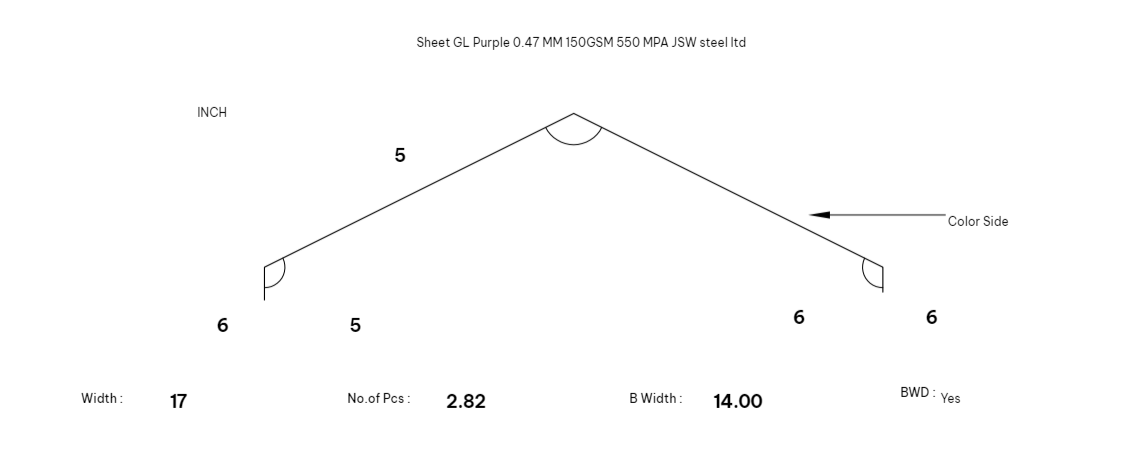 Sheet GL Purple 0.47 MM 150GSM 550 MPA JSW steel ltd
INCH
5
Color Side
6 5 6 6
Width : 17 No.of Pcs : 2.82 B Width : 14.00 BWD : Yes